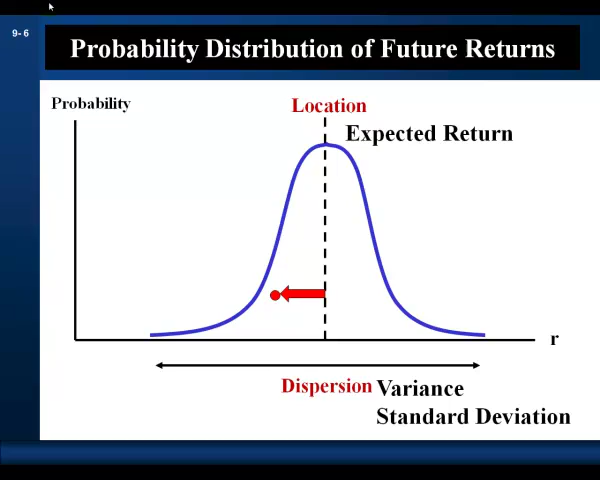 9- 6
Probability Distribution of Future Returns
Probability
Location
Expected Return
r
Dispersion Variance
Standard Deviation